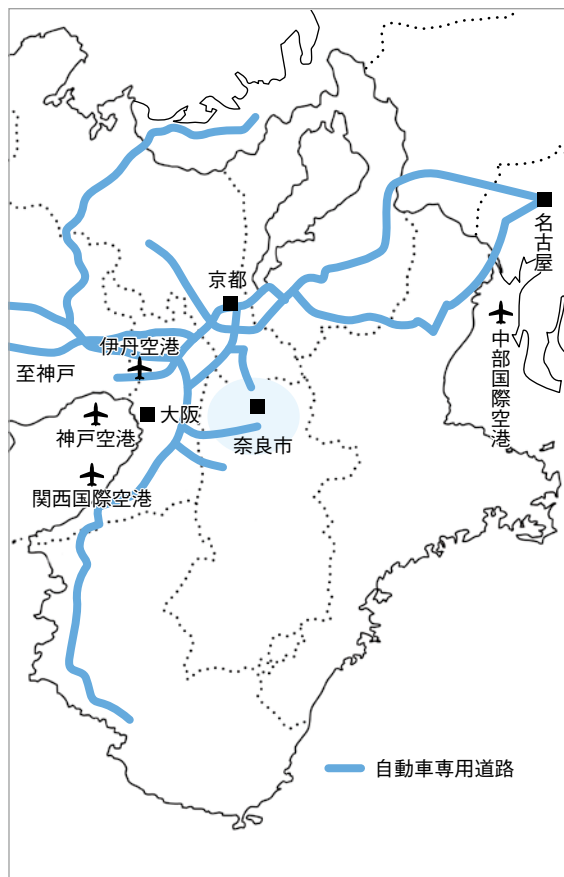 名古屋
京都
中部国際空港
伊丹空港
至神戸
大阪
神戸空港
奈良市
関西国際空港
自動車専用道路